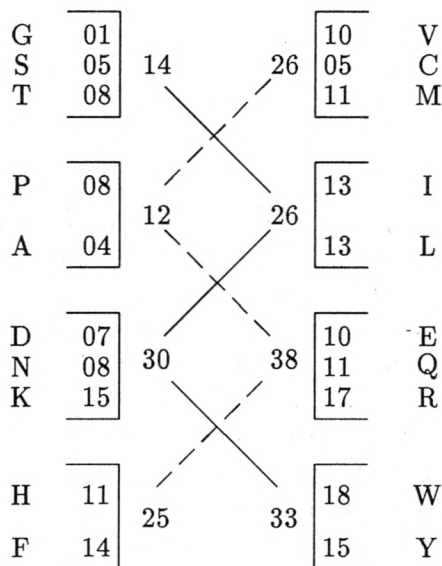 G 01 10 V
S 05 14 26 05 C
T 08 11 M
P 08 13 I
12 26
A 04 13 L
D 07 10 E
N 08 30 38 11 Q
K 15 17 R
H 11 18 W
25 33
F 14 15 Y